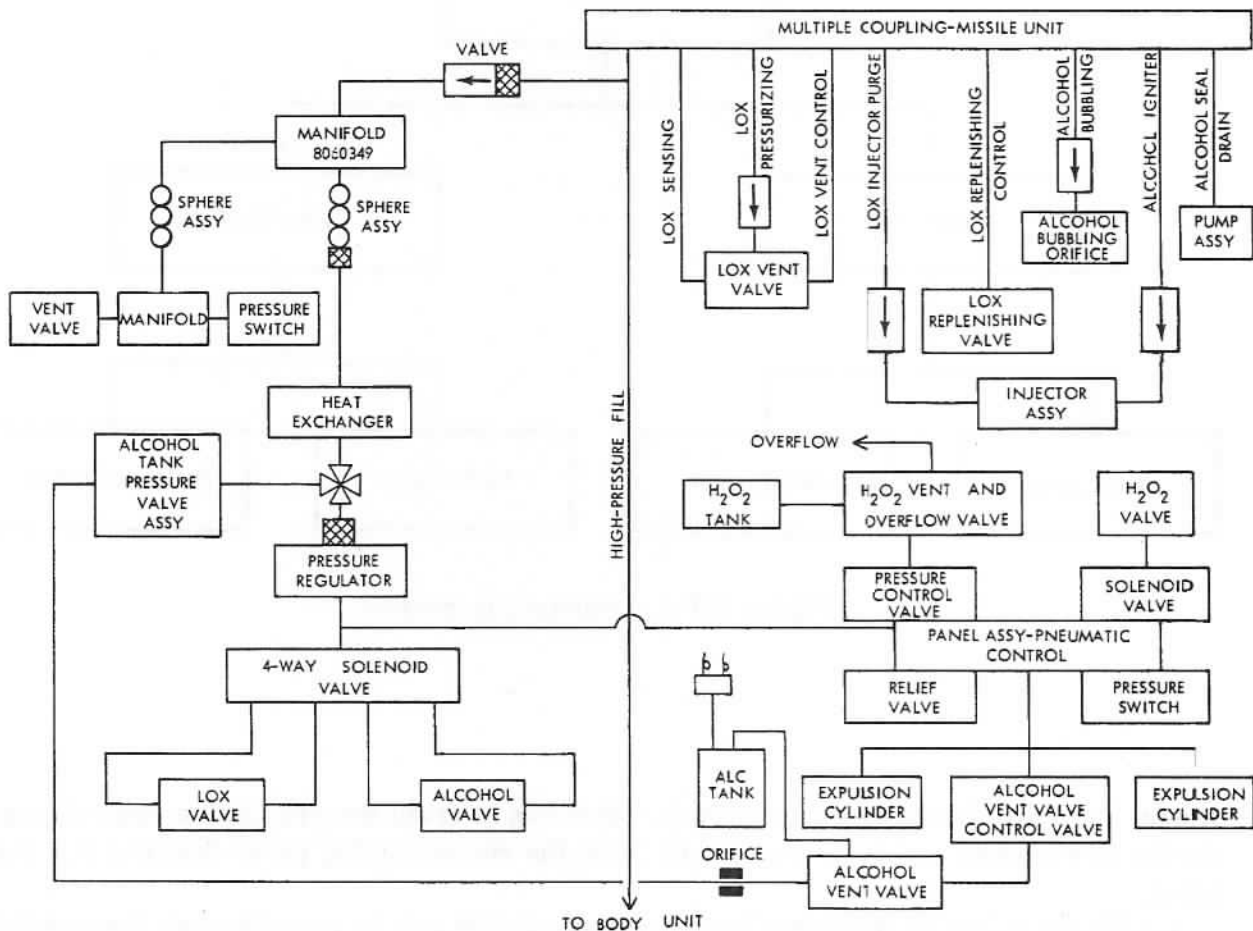 MULTIPLE COUPLING-MISSILE UNIT
VALVE
MANIFOLD
8060349
SPHERE
ASSY
SPHERE
ASSY
VENT
VALVE
MANIFOLD
PRESSURE
SWITCH
HEAT
EXCHANGER
ALCOHOL
TANK
PRESSURE
VALVE
ASSY
PRESSURE
REGULATOR
4-WAY SOLENOID
VALVE
LOX
VALVE
ALCOHOL
VALVE
HIGH-PRESSURE FILL
TO BODY UNIT
LOX SENSING
LOX
PRESSURIZING
LOX VENT CONTROL
LOX INJECTOR PURGE
LOX REPLENISHING
CONTROL
ALCOHOL
BUBBLING
ALCOHOL IGNITER
ALCOHOL SEAL
DRAIN
LOX VENT
VALVE
LOX
REPLENISHING
VALVE
ALCOHOL
BUBBLING
ORIFICE
PUMP
ASSY
INJECTOR
ASSY
OVERFLOW
H2O2
TANK
H2O2 VENT AND
OVERFLOW VALVE
H2O2
VALVE
PRESSURE
CONTROL
VALVE
SOLENOID
VALVE
PANEL ASSY-PNEUMATIC
CONTROL
RELIEF
VALVE
PRESSURE
SWITCH
ALC
TANK
EXPULSION
CYLINDER
ALCOHOL
VENT VALVE
CONTROL VALVE
EXPULSION
CYLINDER
ORIFICE
ALCOHOL
VENT VALVE